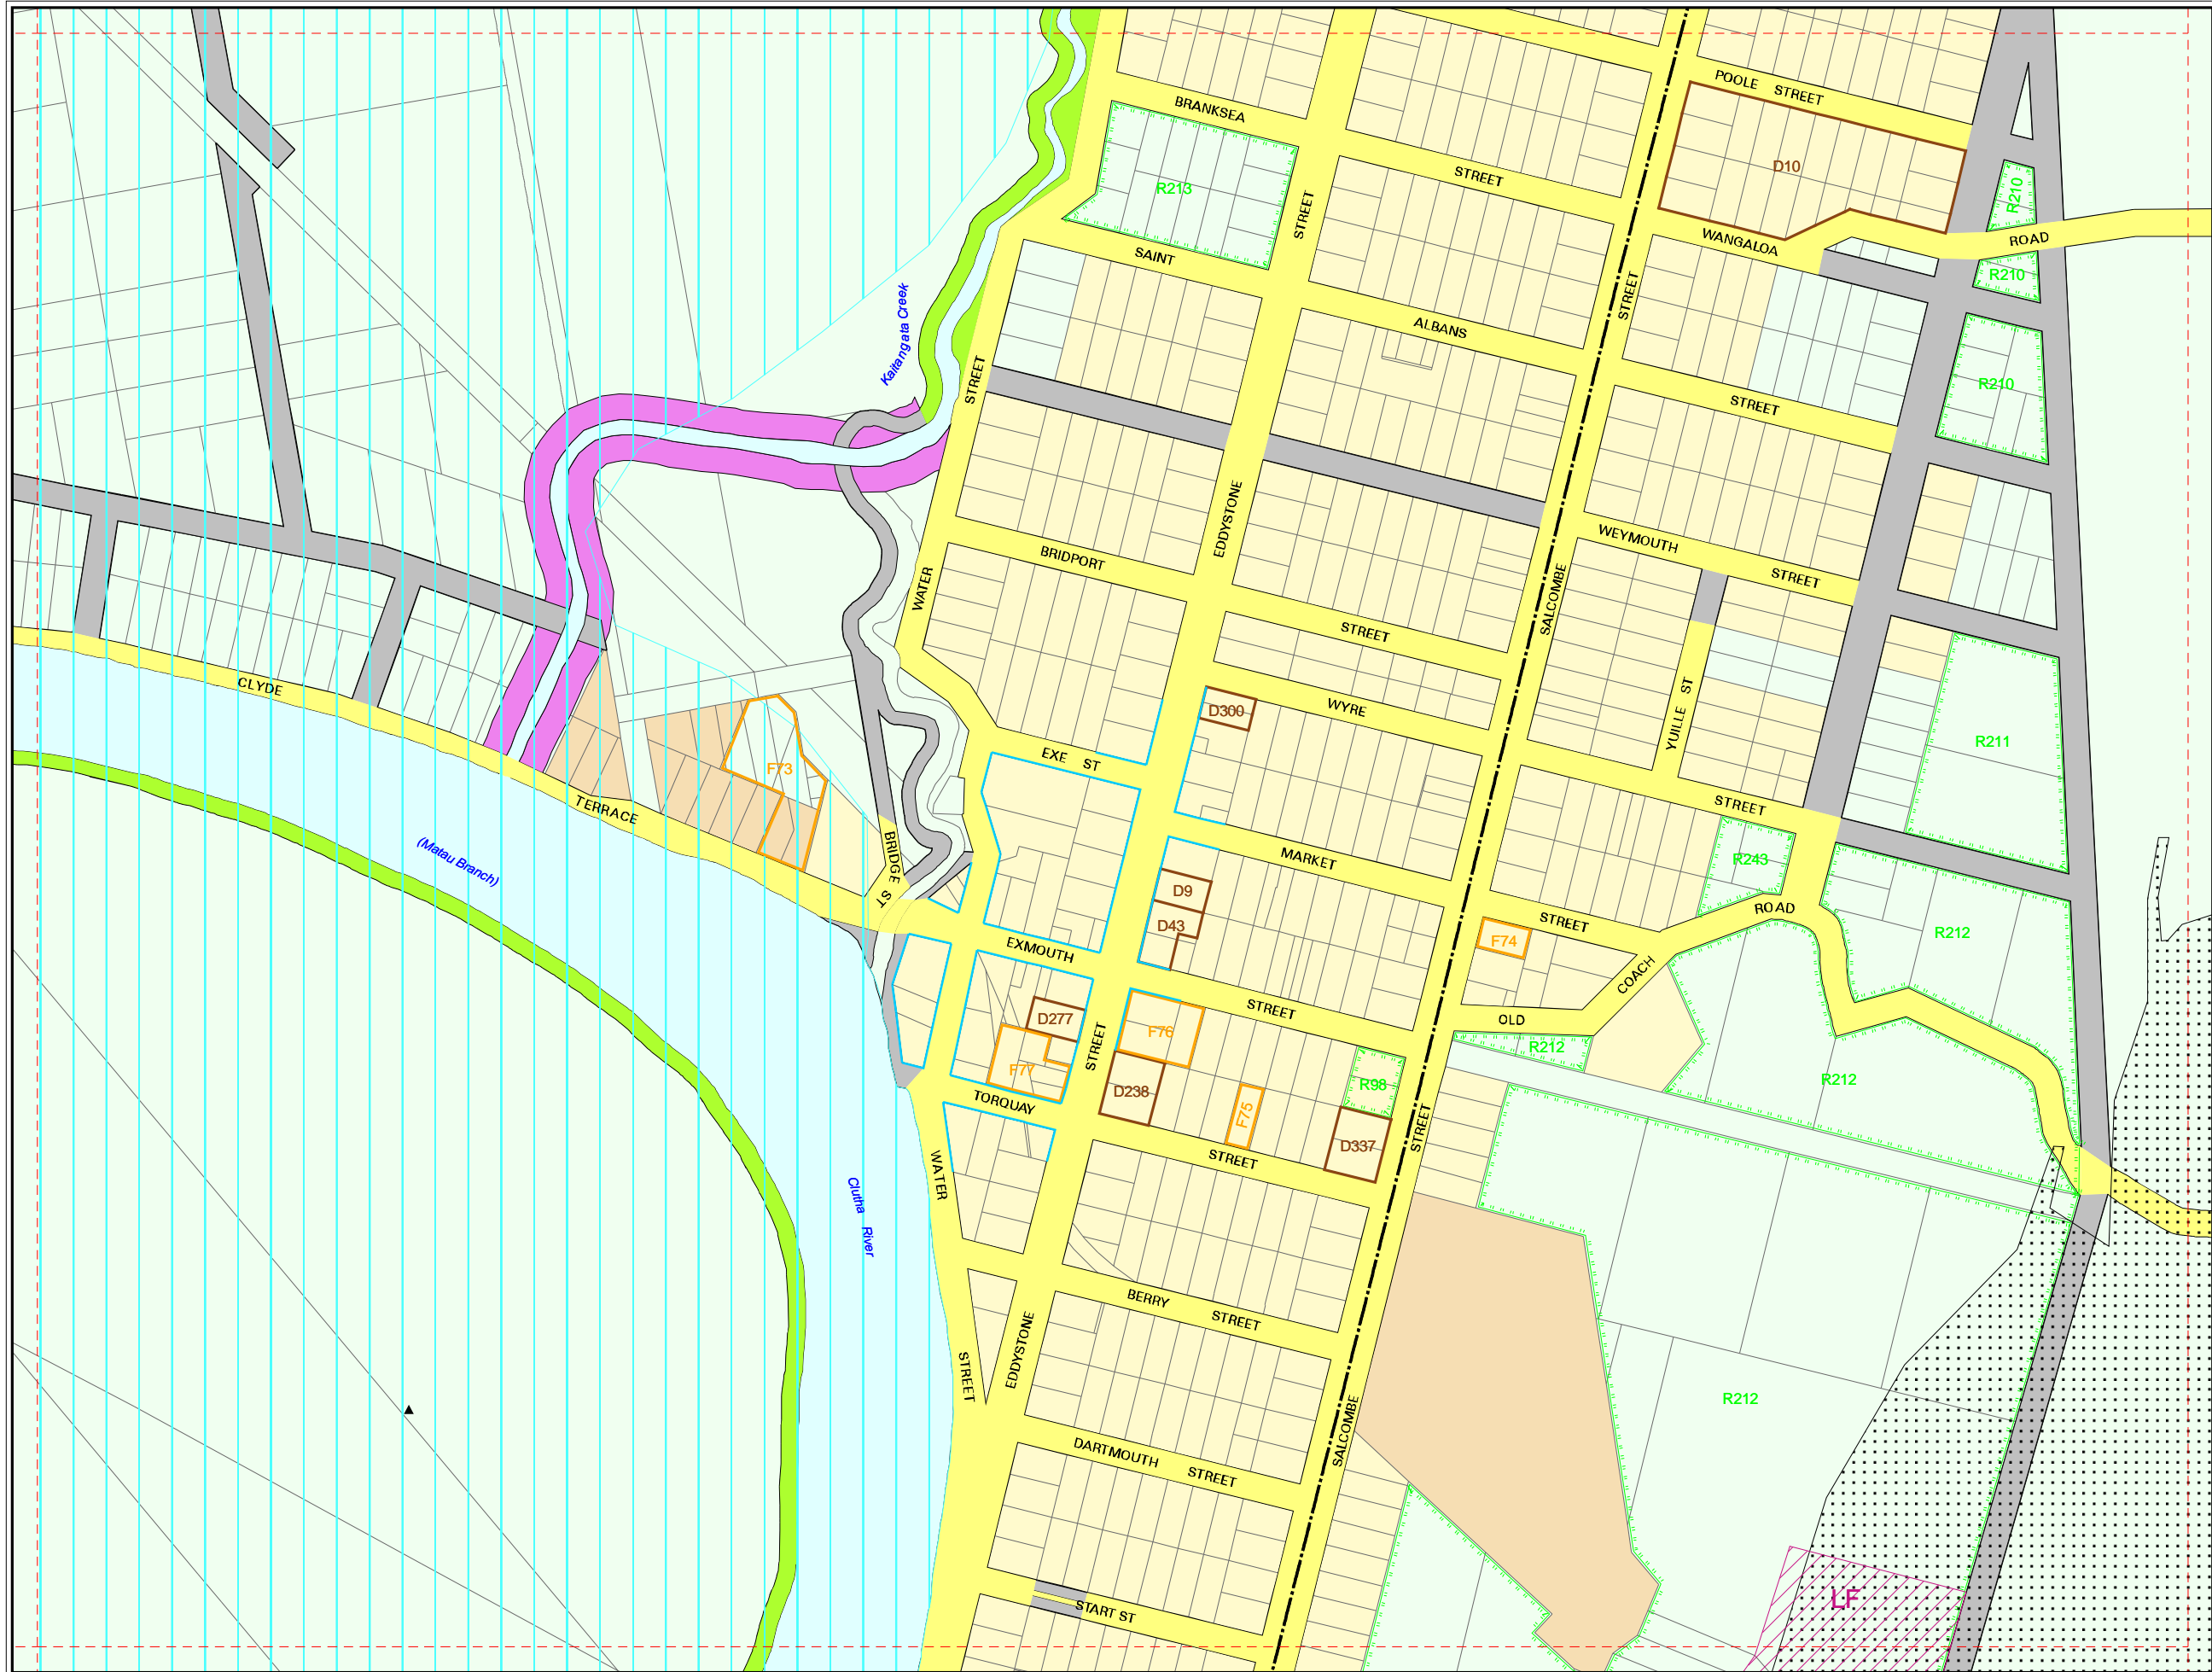 POOLE STREET
BRANKSEA
STREET
D10
R213
R210
STREET
WANGALOA
ROAD
SAINT
R210
STREET
Kaitangata Creek
ALBANS
STREET
R210
STREET
EDDYSTONE
WEYMOUTH
STREET
BRIDPORT
WATER
SALCOMBE
STREET
CLYDE
YUILLE ST
D300
WYRE
R211
EXE ST
F73
TERRACE
STREET
(Matau Branch)
BRIDGE ST
MARKET
R243
D9
D43
STREET
ROAD
R212
F74
EXMOUTH
COACH
STREET
OLD
D277
F76
STREET
R212
F77
R98
R212
D238
F75
TORQUAY
D337
STREET
WATER
STREET
Clutha River
BERRY STREET
EDDYSTONE
STREET
SALCOMBE
R212
DARTMOUTH STREET
LF
START ST